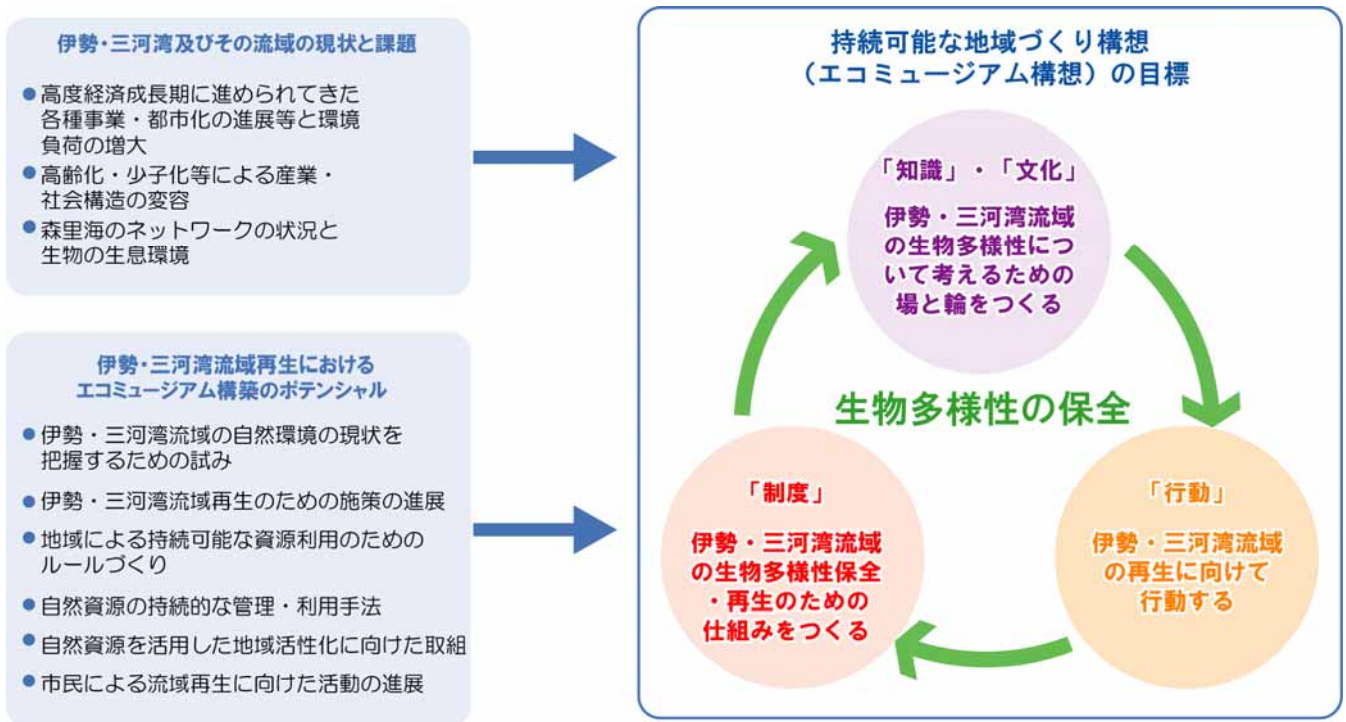 伊勢・三河湾及びその流域の現状と課題
●高度経済成長期に進められてきた
各種事業・都市化の進展等と環境
負荷の増大
●高齢化・少子化等による産業・
社会構造の変容
●森里海のネットワークの状況と
生物の生息環境
伊勢・三河湾流域再生における
エコミュージアム構築のポテンシャル
●伊勢・三河湾流域の自然環境の現状を
把握するための試み
●伊勢・三河湾流域再生のための施策の進展
●地域による持続可能な資源利用のための
ルールづくり
●自然資源の持続的な管理・利用手法
●自然資源を活用した地域活性化に向けた取組
●市民による流域再生に向けた活動の進展
持続可能な地域づくり構想
（エコミュージアム構想）の目標
「知識」・「文化」
伊勢・三河湾流域
の生物多様性につ
いて考えるための
場と輪をつくる
生物多様性の保全
「制度」
伊勢・三河湾流域
の生物多様性保全
・再生のための
仕組みをつくる
「行動」
伊勢・三河湾流域
の再生に向けて
行動する